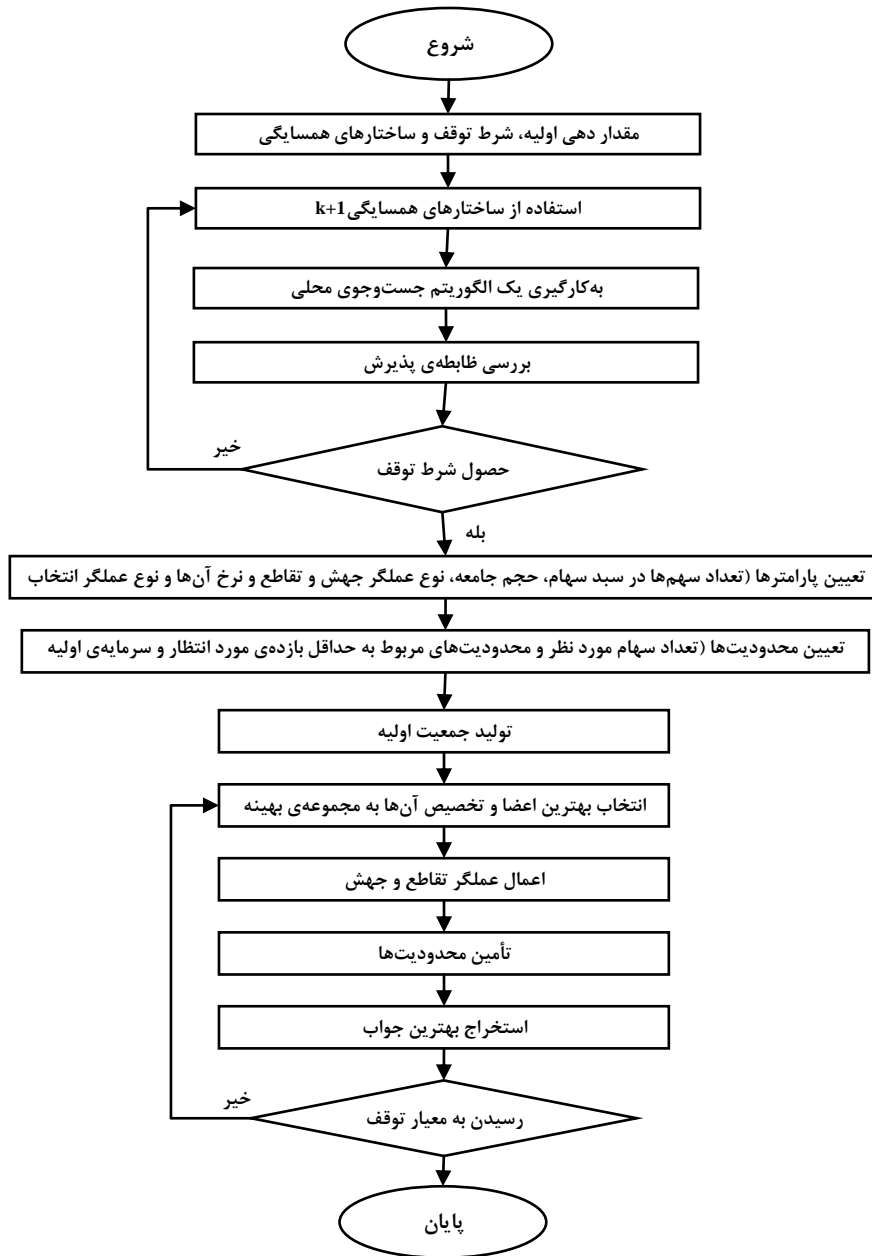 شروع
مقدار دهی اولیه، شرط توقف و ساختارهای همسایگی
استفاده از ساختارهای همسایگی k+1
به‌کارگیری یک الگوریتم جست‌وجوی محلی
بررسی ظابطه‌ی پذیرش
حصول شرط توقف
خیر
بله
تعیین پارامترها (تعداد سهم‌ها در سبد سهام، حجم جامعه، نوع عملگر جهش و تقاطع و نرخ آن‌ها و نوع عملگر انتخاب
تعیین محدودیت‌ها (تعداد سهام مورد نظر و محدودیت‌های مربوط به حداقل بازده‌ی مورد انتظار و سرمایه‌ی اولیه
تولید جمعیت اولیه
انتخاب بهترین اعضا و تخصیص آن‌ها به مجموعه‌ی بهینه
اعمال عملگر تقاطع و جهش
تأمین محدودیت‌ها
استخراج بهترین جواب
رسیدن به معیار توقف
خیر
پایان